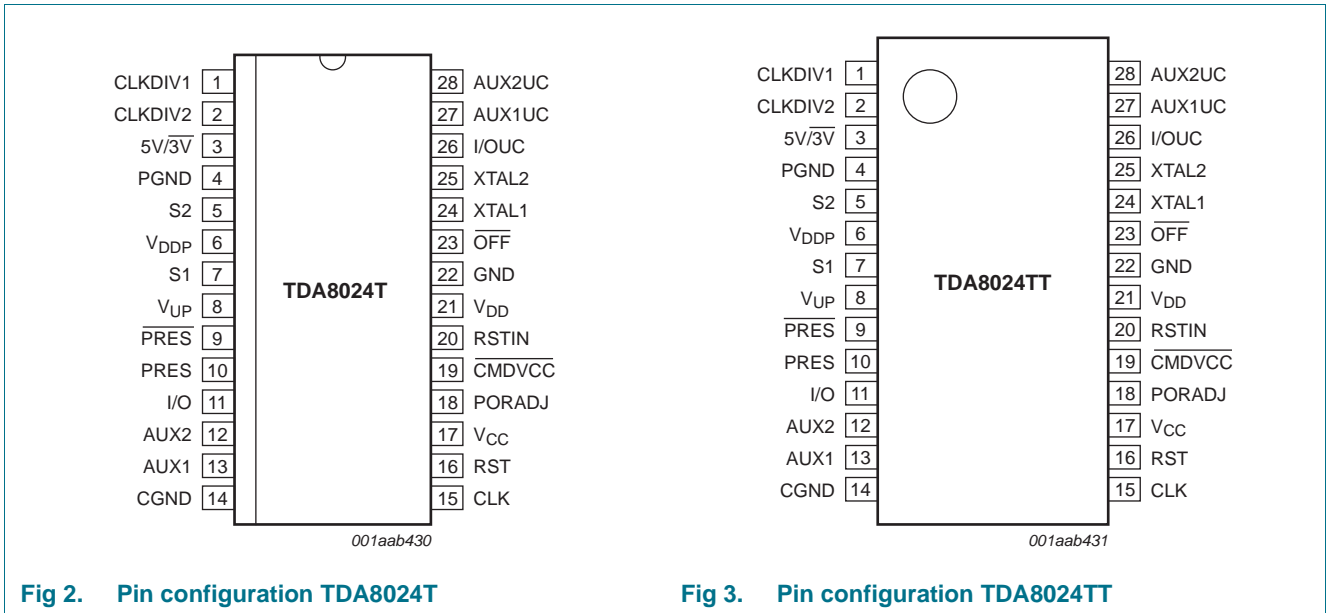 CLKDIV1 1 28 AUX2UC
CLKDIV2 2 27 AUX1UC
5V/3V̅ 3 26 I/OUC
PGND 4 25 XTAL2
S2 5 24 XTAL1
VDDP 6 23 O̅F̅F̅
S1 7 22 GND
VUP 8 21 VDD
P̅R̅E̅S̅ 9 20 RSTIN
PRES 10 19 C̅M̅D̅V̅C̅C̅
I/O 11 18 PORADJ
AUX2 12 17 VCC
AUX1 13 16 RST
CGND 14 15 CLK
TDA8024T
001aab430
Fig 2. Pin configuration TDA8024T
CLKDIV1 1 28 AUX2UC
CLKDIV2 2 27 AUX1UC
5V/3V̅ 3 26 I/OUC
PGND 4 25 XTAL2
S2 5 24 XTAL1
VDDP 6 23 O̅F̅F̅
S1 7 22 GND
VUP 8 21 VDD
P̅R̅E̅S̅ 9 20 RSTIN
PRES 10 19 C̅M̅D̅V̅C̅C̅
I/O 11 18 PORADJ
AUX2 12 17 VCC
AUX1 13 16 RST
CGND 14 15 CLK
TDA8024TT
001aab431
Fig 3. Pin configuration TDA8024TT